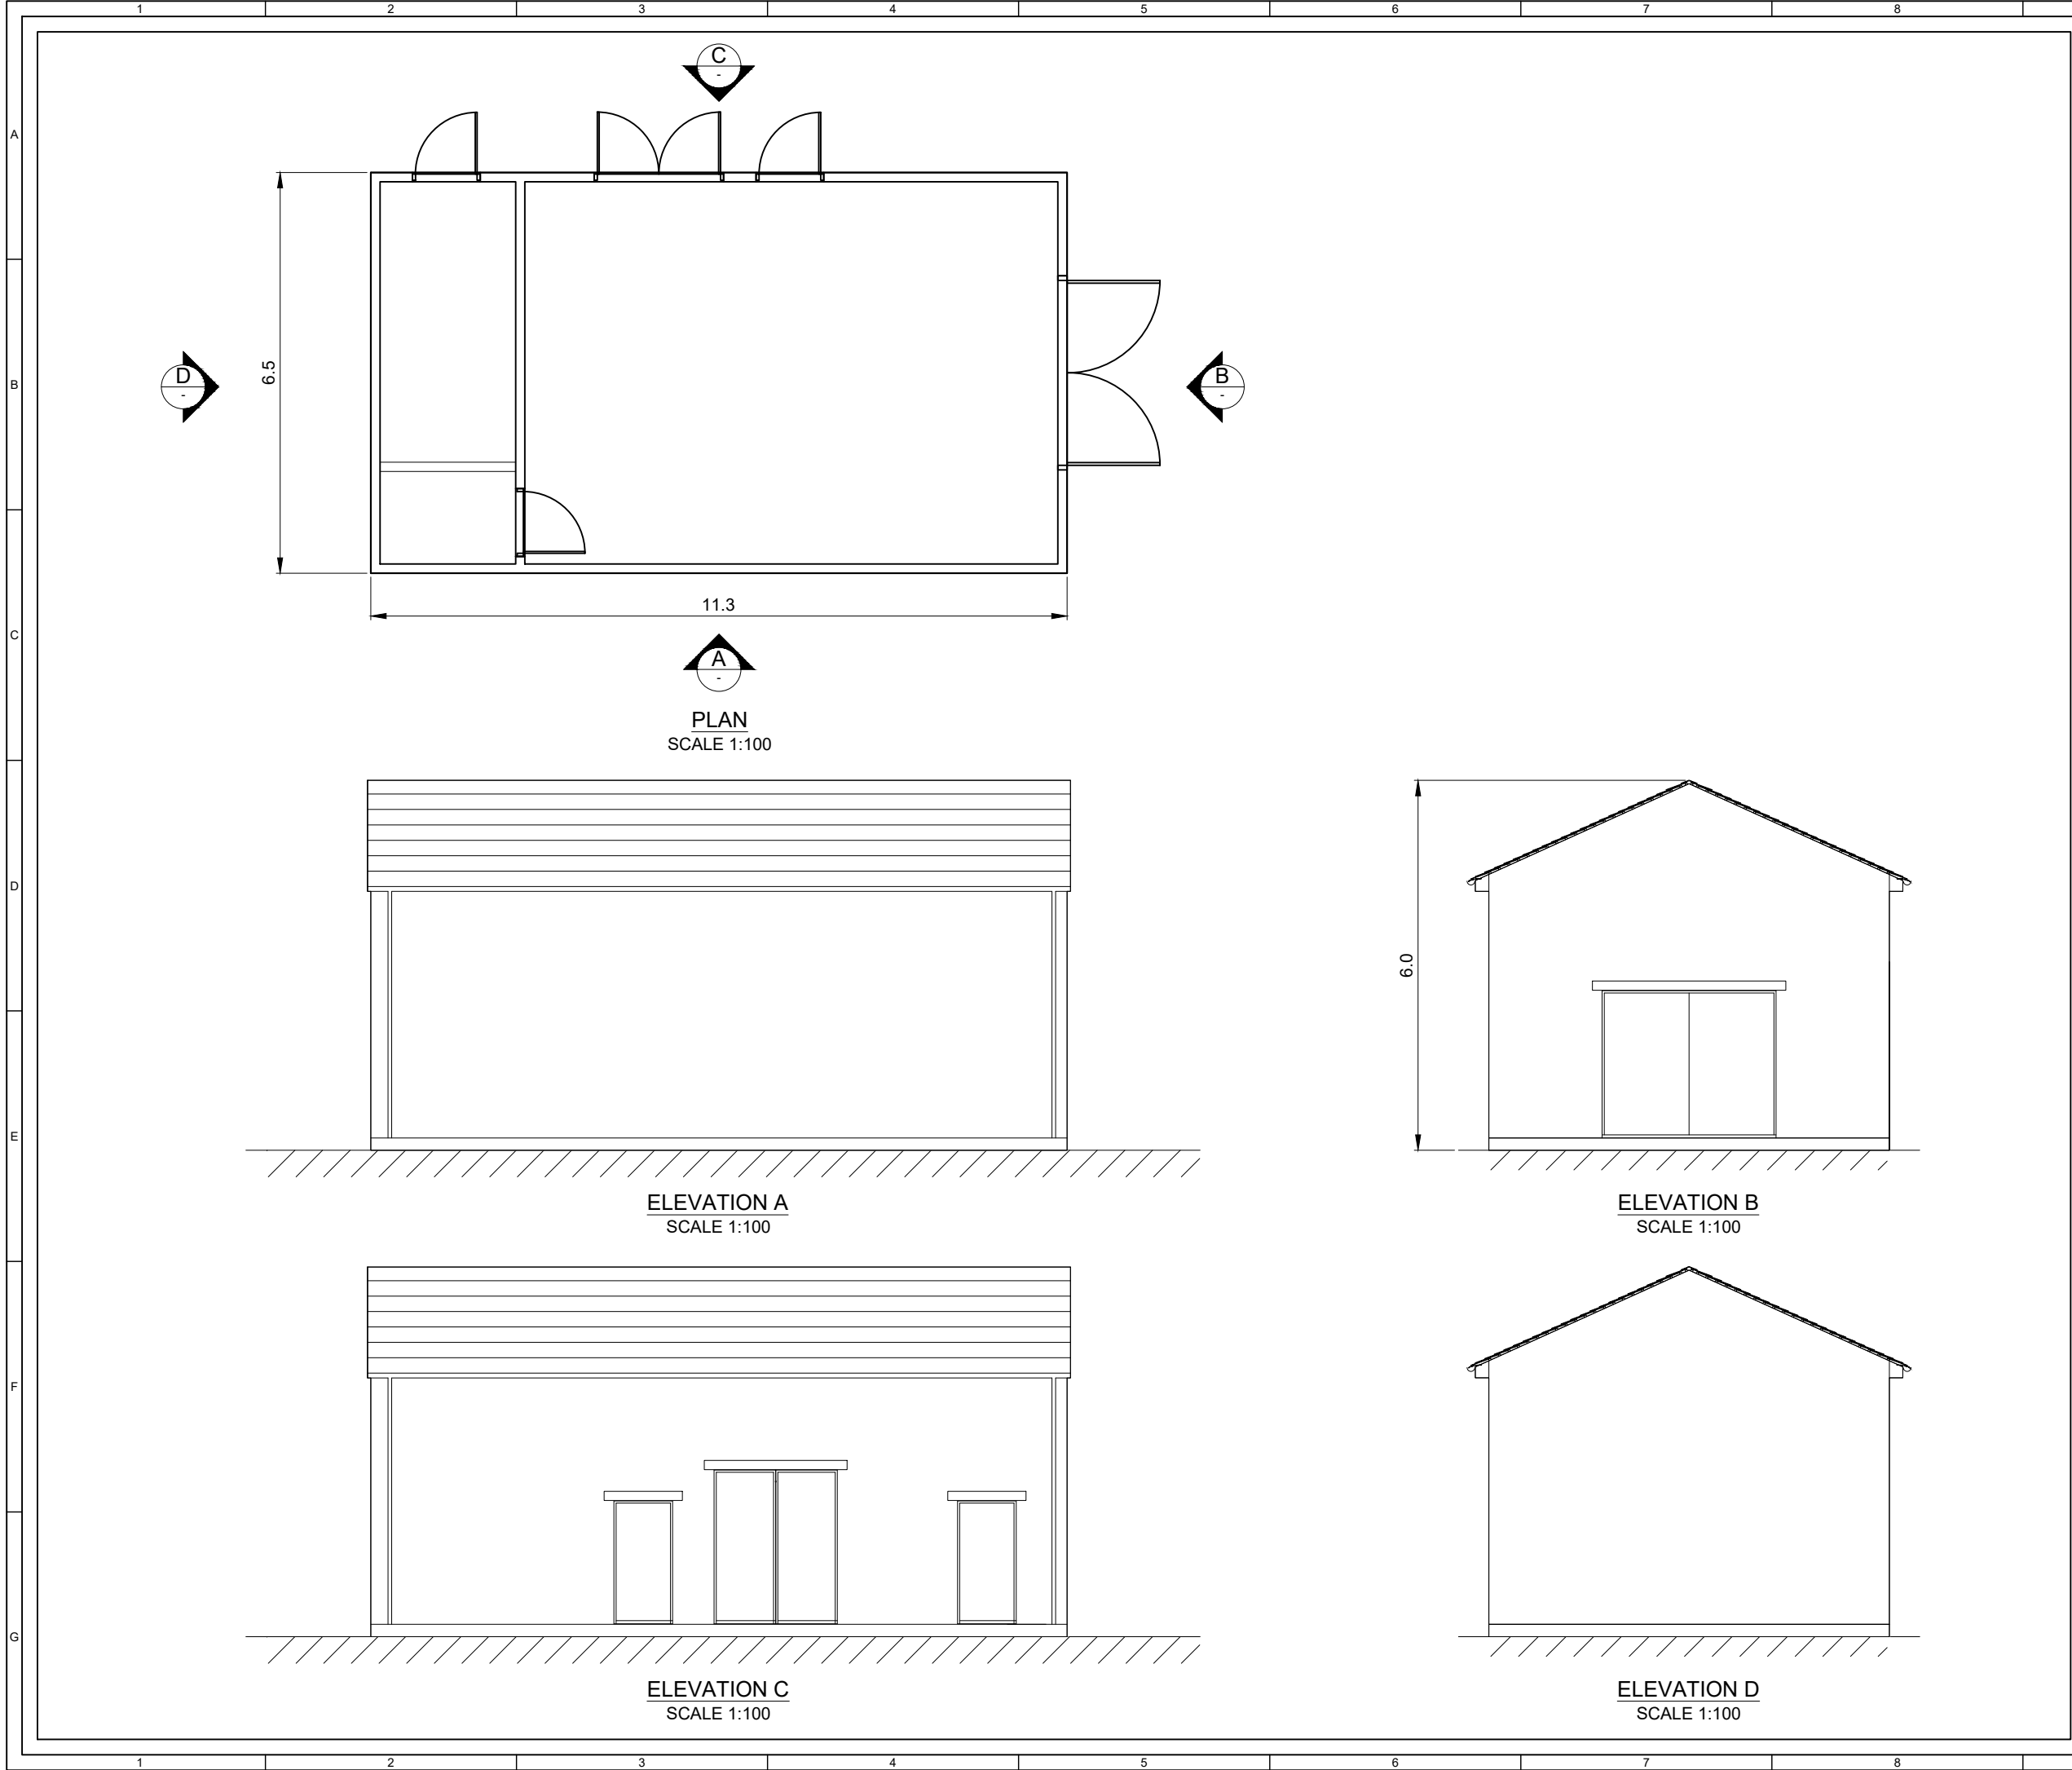 1 2 3 4 5 6 7 8
A
B
C
D
E
F
G
C
-
D
-
6.5
B
-
11.3
A
-
PLAN
SCALE 1:100
6.0
ELEVATION A
SCALE 1:100
ELEVATION B
SCALE 1:100
ELEVATION C
SCALE 1:100
ELEVATION D
SCALE 1:100
1 2 3 4 5 6 7 8